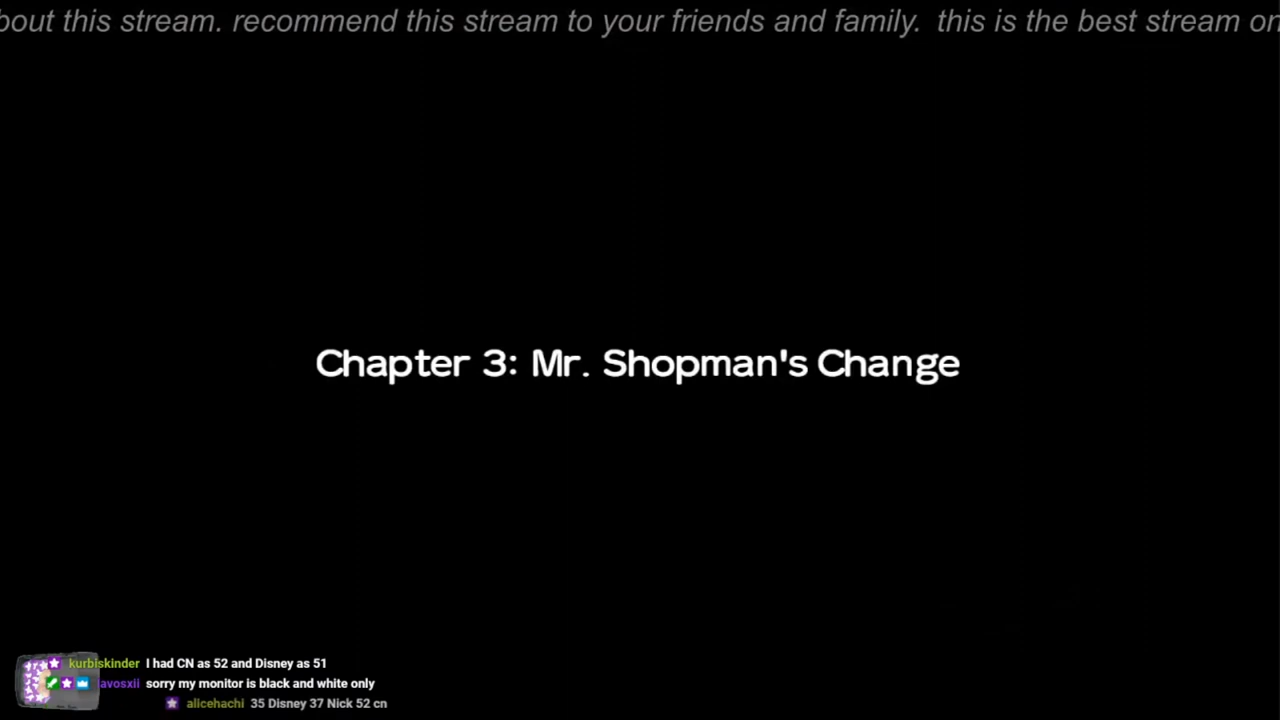 bout this stream. recommend this stream to your friends and family. this is the best stream on
Chapter 3: Mr. Shopman's Change
kurbiskinder I had CN as 52 and Disney as 51
avosxii sorry my monitor is black and white only
alicehachi 35 Disney 37 Nick 52 cn